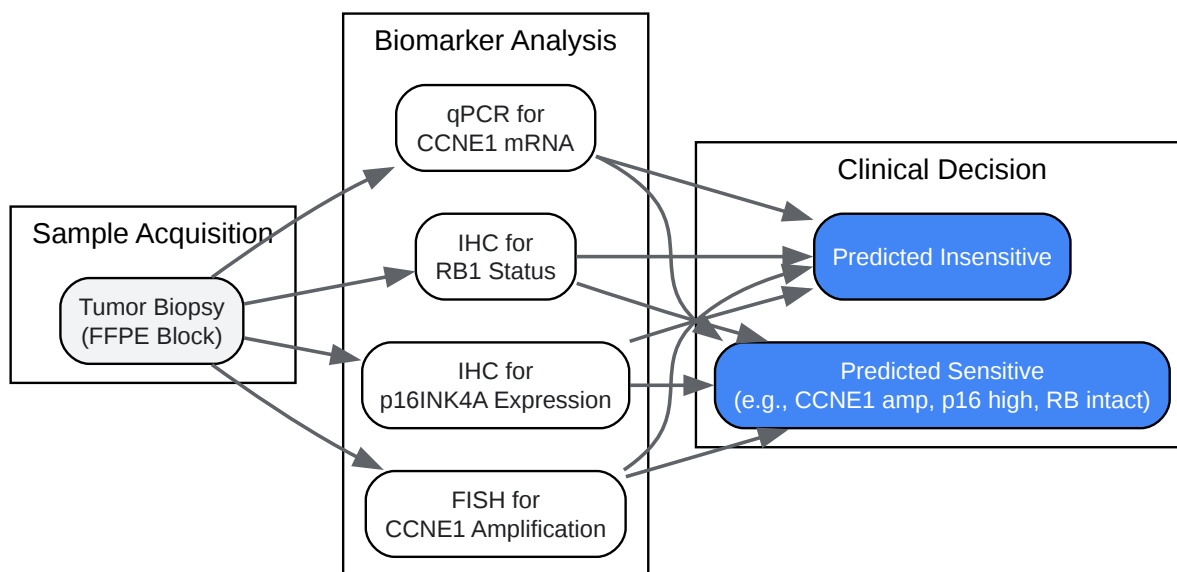 Sample Acquisition
Tumor Biopsy
(FFPE Block)
Biomarker Analysis
qPCR for
CCNE1 mRNA
IHC for
RB1 Status
IHC for
p16INK4A Expression
FISH for
CCNE1 Amplification
Clinical Decision
Predicted Insensitive
Predicted Sensitive
(e.g., CCNE1 amp, p16 high, RB intact)